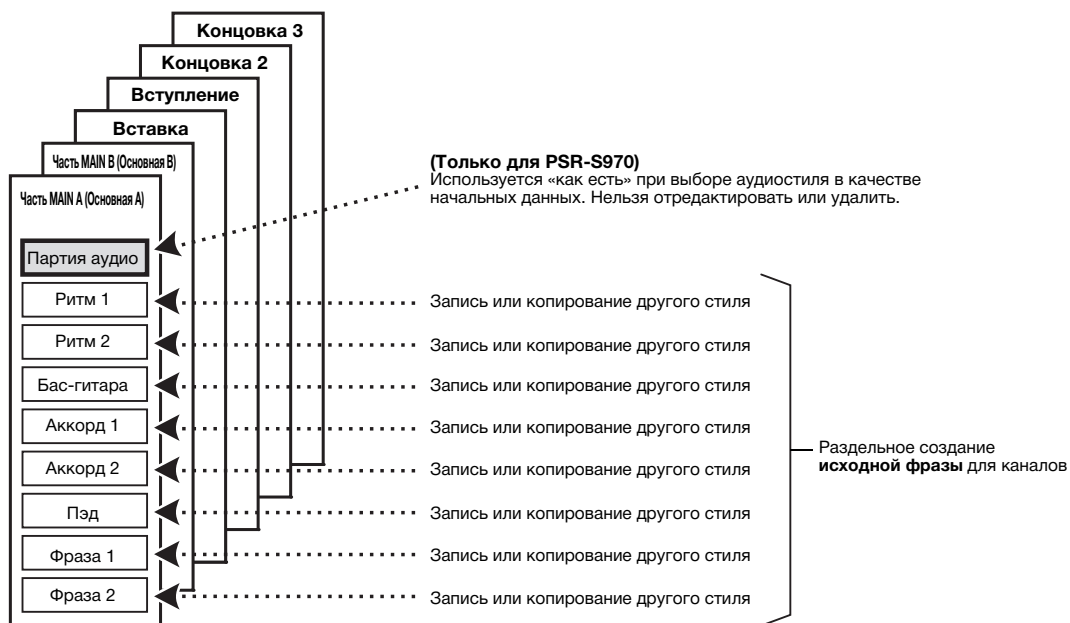 Концовка 3
Концовка 2
Вступление
Вставка
Часть MAIN B (Основная B)
Часть MAIN A (Основная A)
(Только для PSR-S970)
Используется «как есть» при выборе аудиостиля в качестве
начальных данных. Нельзя отредактировать или удалить.
Партия аудио
Ритм 1
Запись или копирование другого стиля
Ритм 2
Запись или копирование другого стиля
Бас-гитара
Запись или копирование другого стиля
Аккорд 1
Запись или копирование другого стиля
Аккорд 2
Запись или копирование другого стиля
Пэд
Запись или копирование другого стиля
Фраза 1
Запись или копирование другого стиля
Фраза 2
Запись или копирование другого стиля
Раздельное создание
исходной фразы для каналов